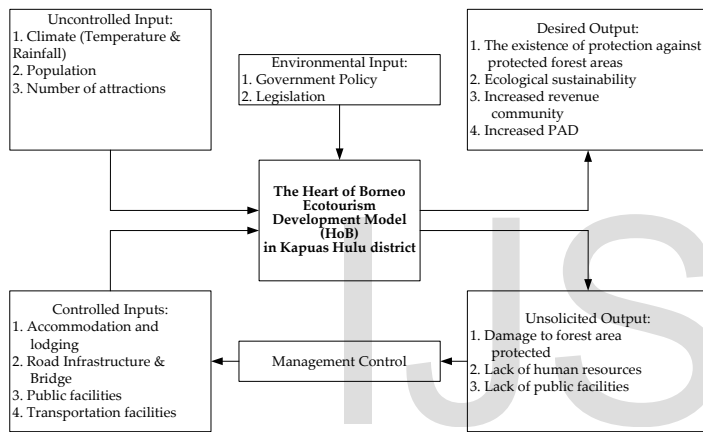 Uncontrolled Input:
1. Climate (Temperature &
Rainfall)
2. Population
3. Number of attractions
Environmental Input:
1. Government Policy
2. Legislation
Desired Output:
1. The existence of protection against
protected forest areas
2. Ecological sustainability
3. Increased revenue
community
4. Increased PAD
The Heart of Borneo
Ecotourism
Development Model
(HoB)
in Kapuas Hulu district
Controlled Inputs:
1. Accommodation and
lodging
2. Road Infrastructure &
Bridge
3. Public facilities
4. Transportation facilities
Management Control
Unsolicited Output:
1. Damage to forest area
protected
2. Lack of human resources
3. Lack of public facilities
IJS